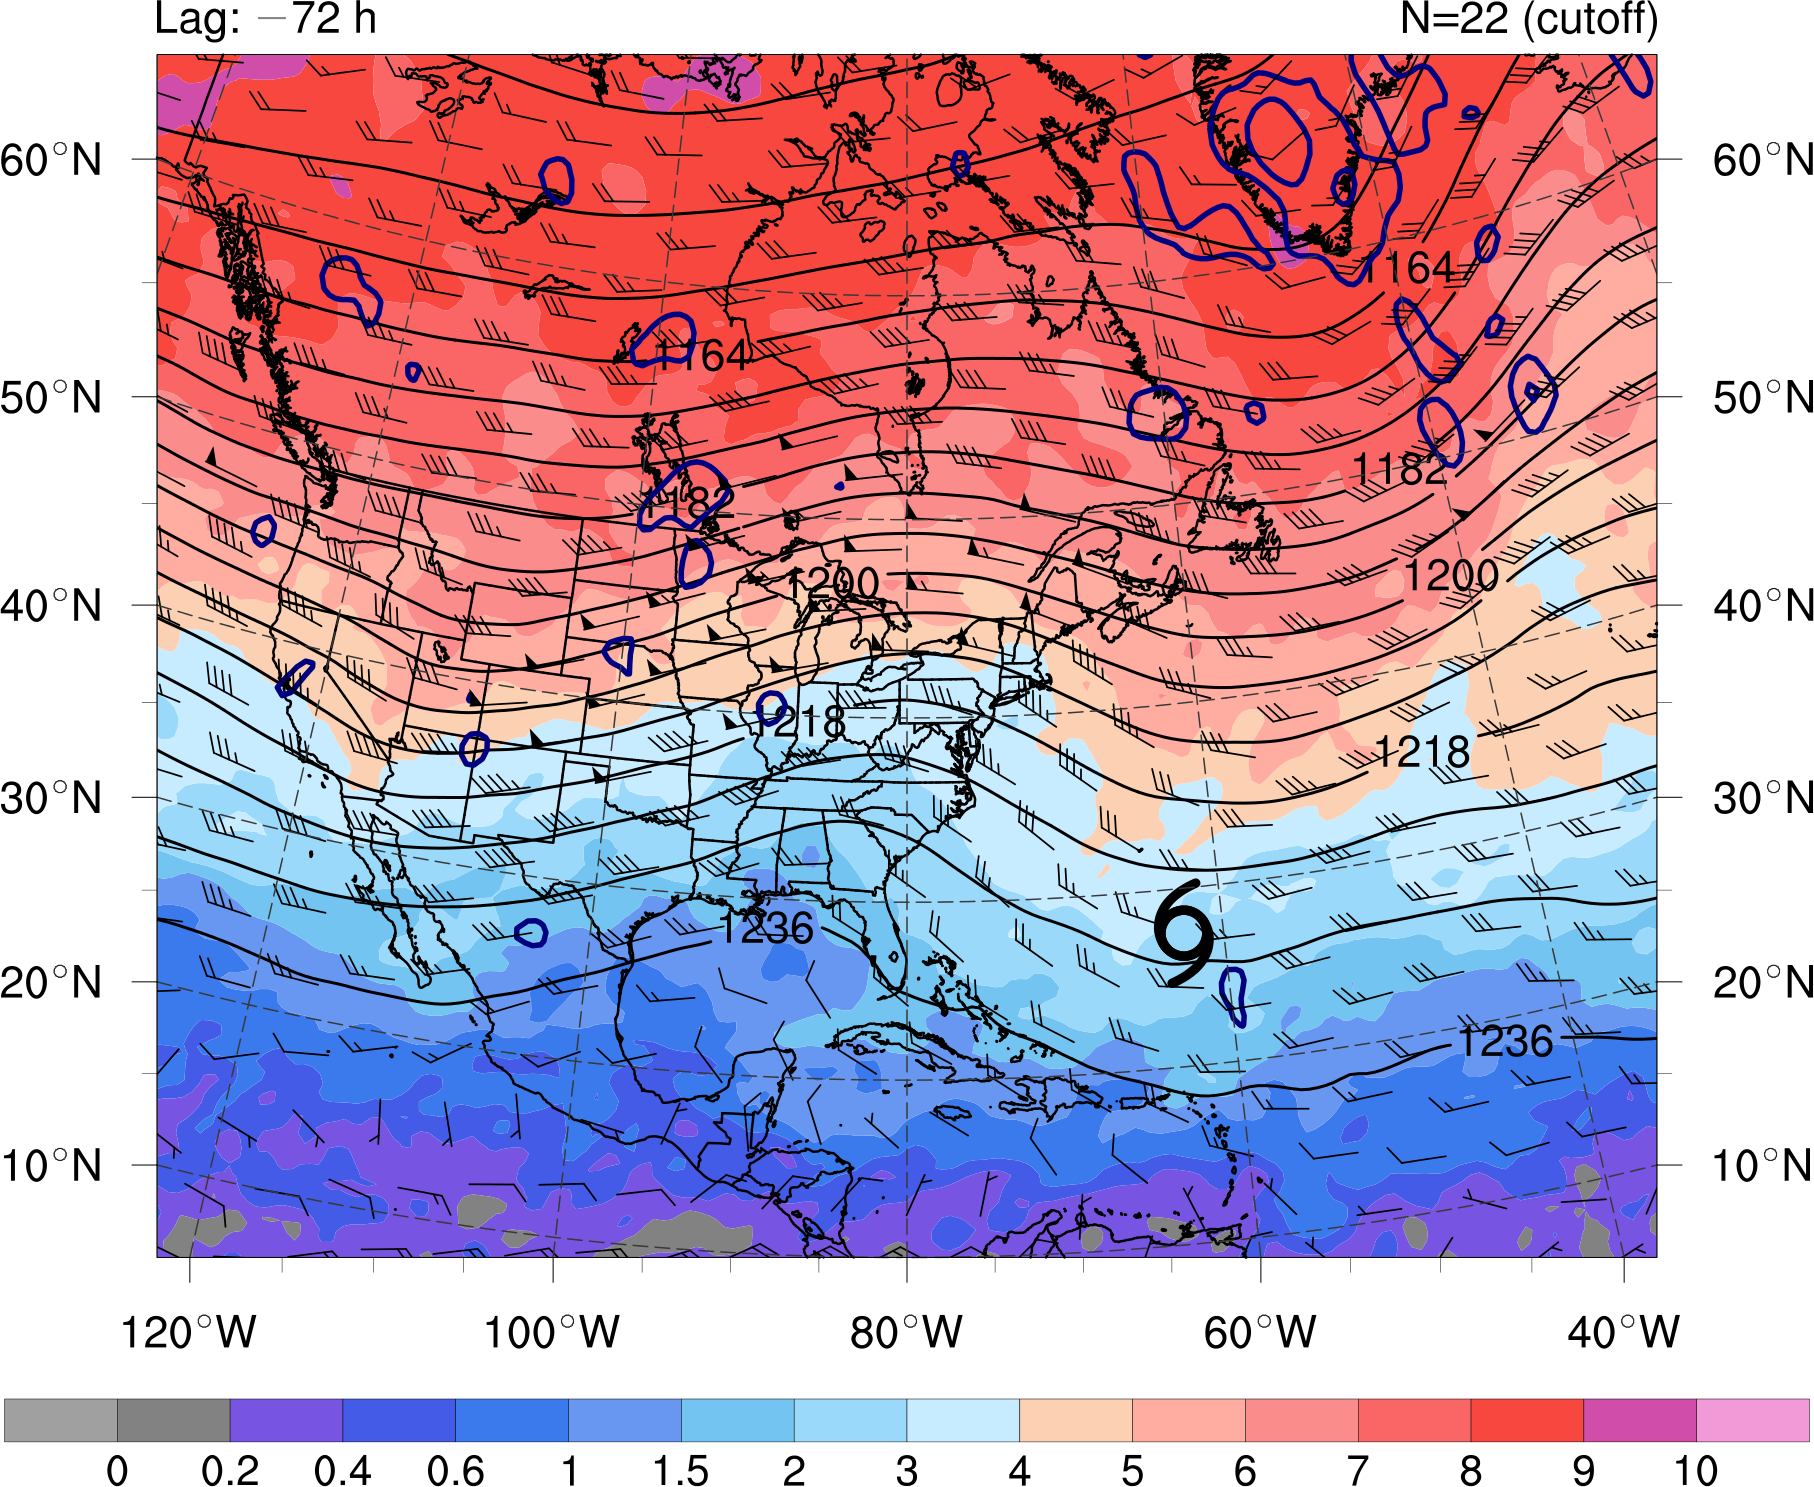 Lag: −72 h
N=22 (cutoff)
60°N
60°N
1164
1164
50°N
50°N
1182
1182
1200
1200
40°N
40°N
1218
1218
30°N
30°N
1236
20°N
20°N
1236
10°N
10°N
120°W 100°W 80°W 60°W 40°W
0 0.2 0.4 0.6 1 1.5 2 3 4 5 6 7 8 9 10